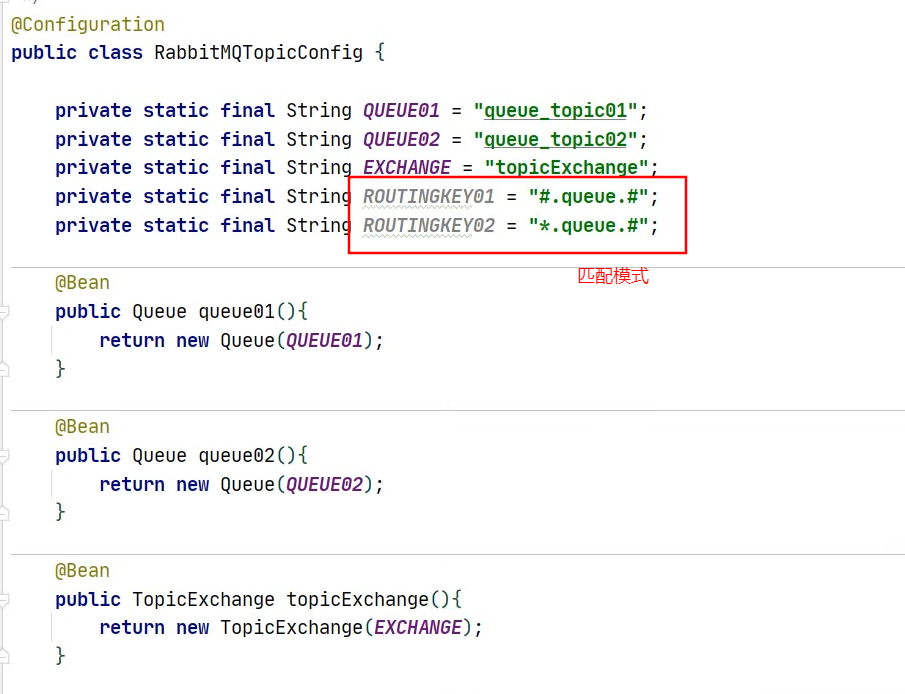 @Configuration
public class RabbitMQTopicConfig {
private static final String QUEUE01 = "queue_topic01";
private static final String QUEUE02 = "queue_topic02";
private static final String EXCHANGE = "topicExchange";
private static final String ROUTINGKEY01 = "#.queue.#";
private static final String ROUTINGKEY02 = "*.queue.#";
匹配模式
@Bean
public Queue queue01(){
return new Queue(QUEUE01);
}
@Bean
public Queue queue02(){
return new Queue(QUEUE02);
}
@Bean
public TopicExchange topicExchange(){
return new TopicExchange(EXCHANGE);
}